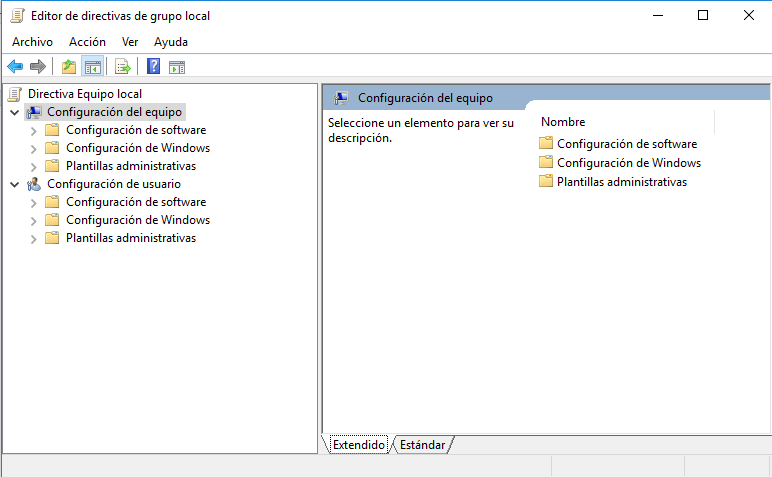 Editor de directivas de grupo local
Archivo Acción Ver Ayuda
Directiva Equipo local
Configuración del equipo
Configuración de software
Configuración de Windows
Plantillas administrativas
Configuración de usuario
Configuración de software
Configuración de Windows
Plantillas administrativas
Configuración del equipo
Seleccione un elemento para ver su
descripción.
Nombre
Configuración de software
Configuración de Windows
Plantillas administrativas
Extendido Estándar